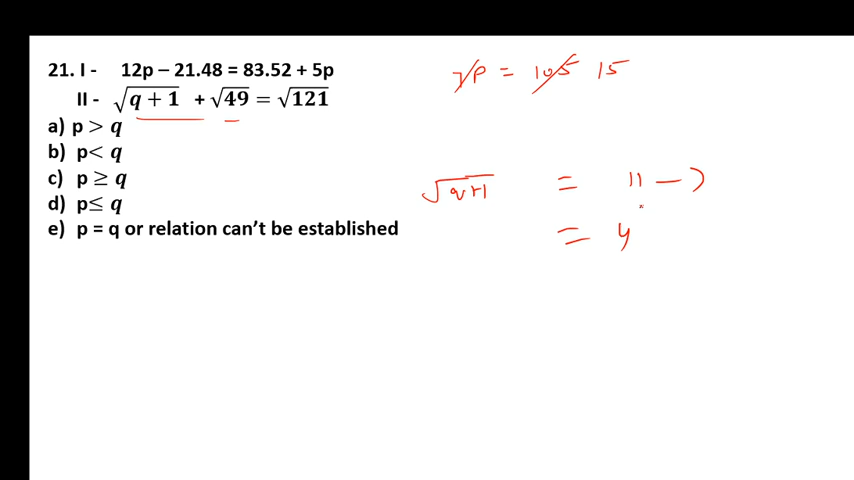 21. I - 12p – 21.48 = 83.52 + 5p
II - √(q + 1) + √49 = √121
a) p > q
b) p< q
c) p ≥ q
d) p≤ q
e) p = q or relation can’t be established
7p = 105 15
√(q+1) = 11 – 7
= 4